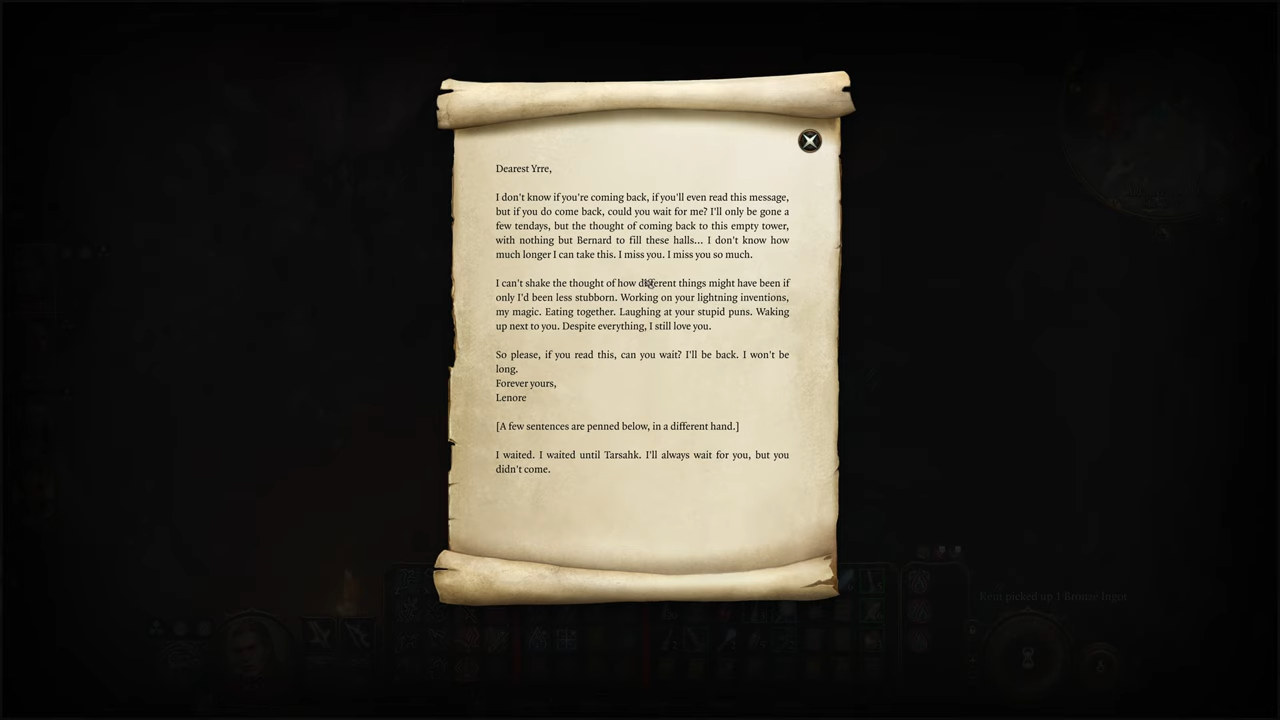 Dearest Yrre,
I don't know if you're coming back, if you'll even read this message,
but if you do come back, could you wait for me? I'll only be gone a
few tendays, but the thought of coming back to this empty tower,
with nothing but Bernard to fill these halls... I don't know how
much longer I can take this. I miss you. I miss you so much.
I can't shake the thought of how different things might have been if
only I'd been less stubborn. Working on your lightning inventions,
my magic. Eating together. Laughing at your stupid puns. Waking
up next to you. Despite everything, I still love you.
So please, if you read this, can you wait? I'll be back. I won't be
long.
Forever yours,
Lenore
[A few sentences are penned below, in a different hand.]
I waited. I waited until Tarsahk. I'll always wait for you, but you
didn't come.
Kent picked up 1 Bronze Ingot